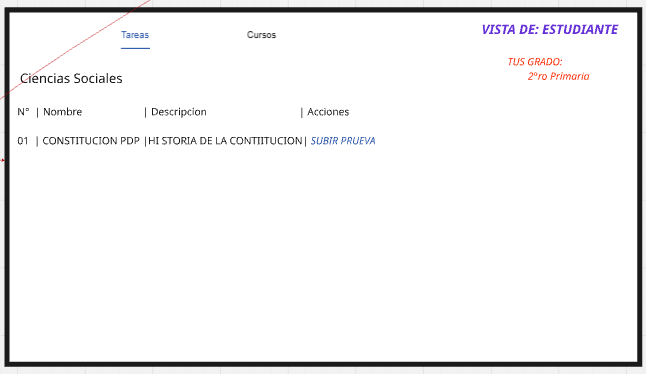 Tareas Cursos VISTA DE: ESTUDIANTE
TUS GRADO:
2°ro Primaria
Ciencias Sociales
N° | Nombre | Descripcion | Acciones
01 | CONSTITUCION PDP |HI STORIA DE LA CONTIITUCION| SUBIR PRUEVA